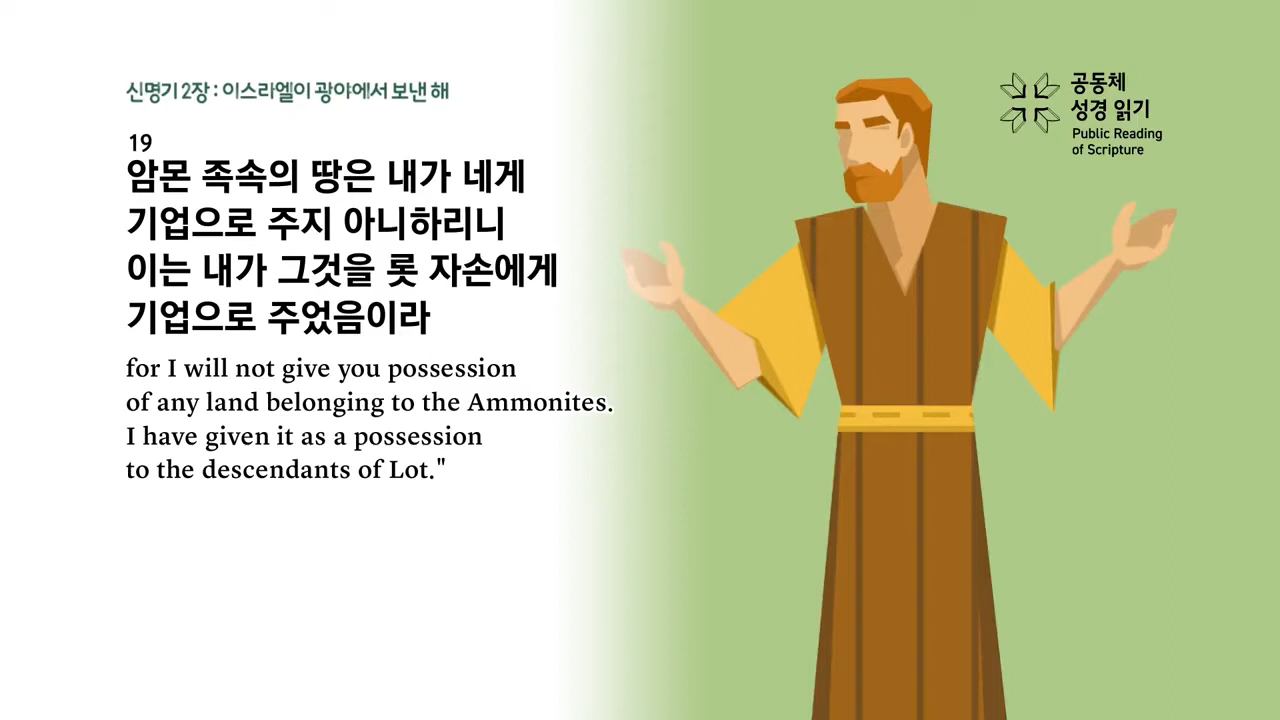 신명기 2장 : 이스라엘이 광야에서 보낸 해
19
암몬 족속의 땅은 내가 네게
기업으로 주지 아니하리니
이는 내가 그것을 롯 자손에게
기업으로 주었음이라
for I will not give you possession
of any land belonging to the Ammonites.
I have given it as a possession
to the descendants of Lot."
공동체
성경 읽기
Public Reading
of Scripture